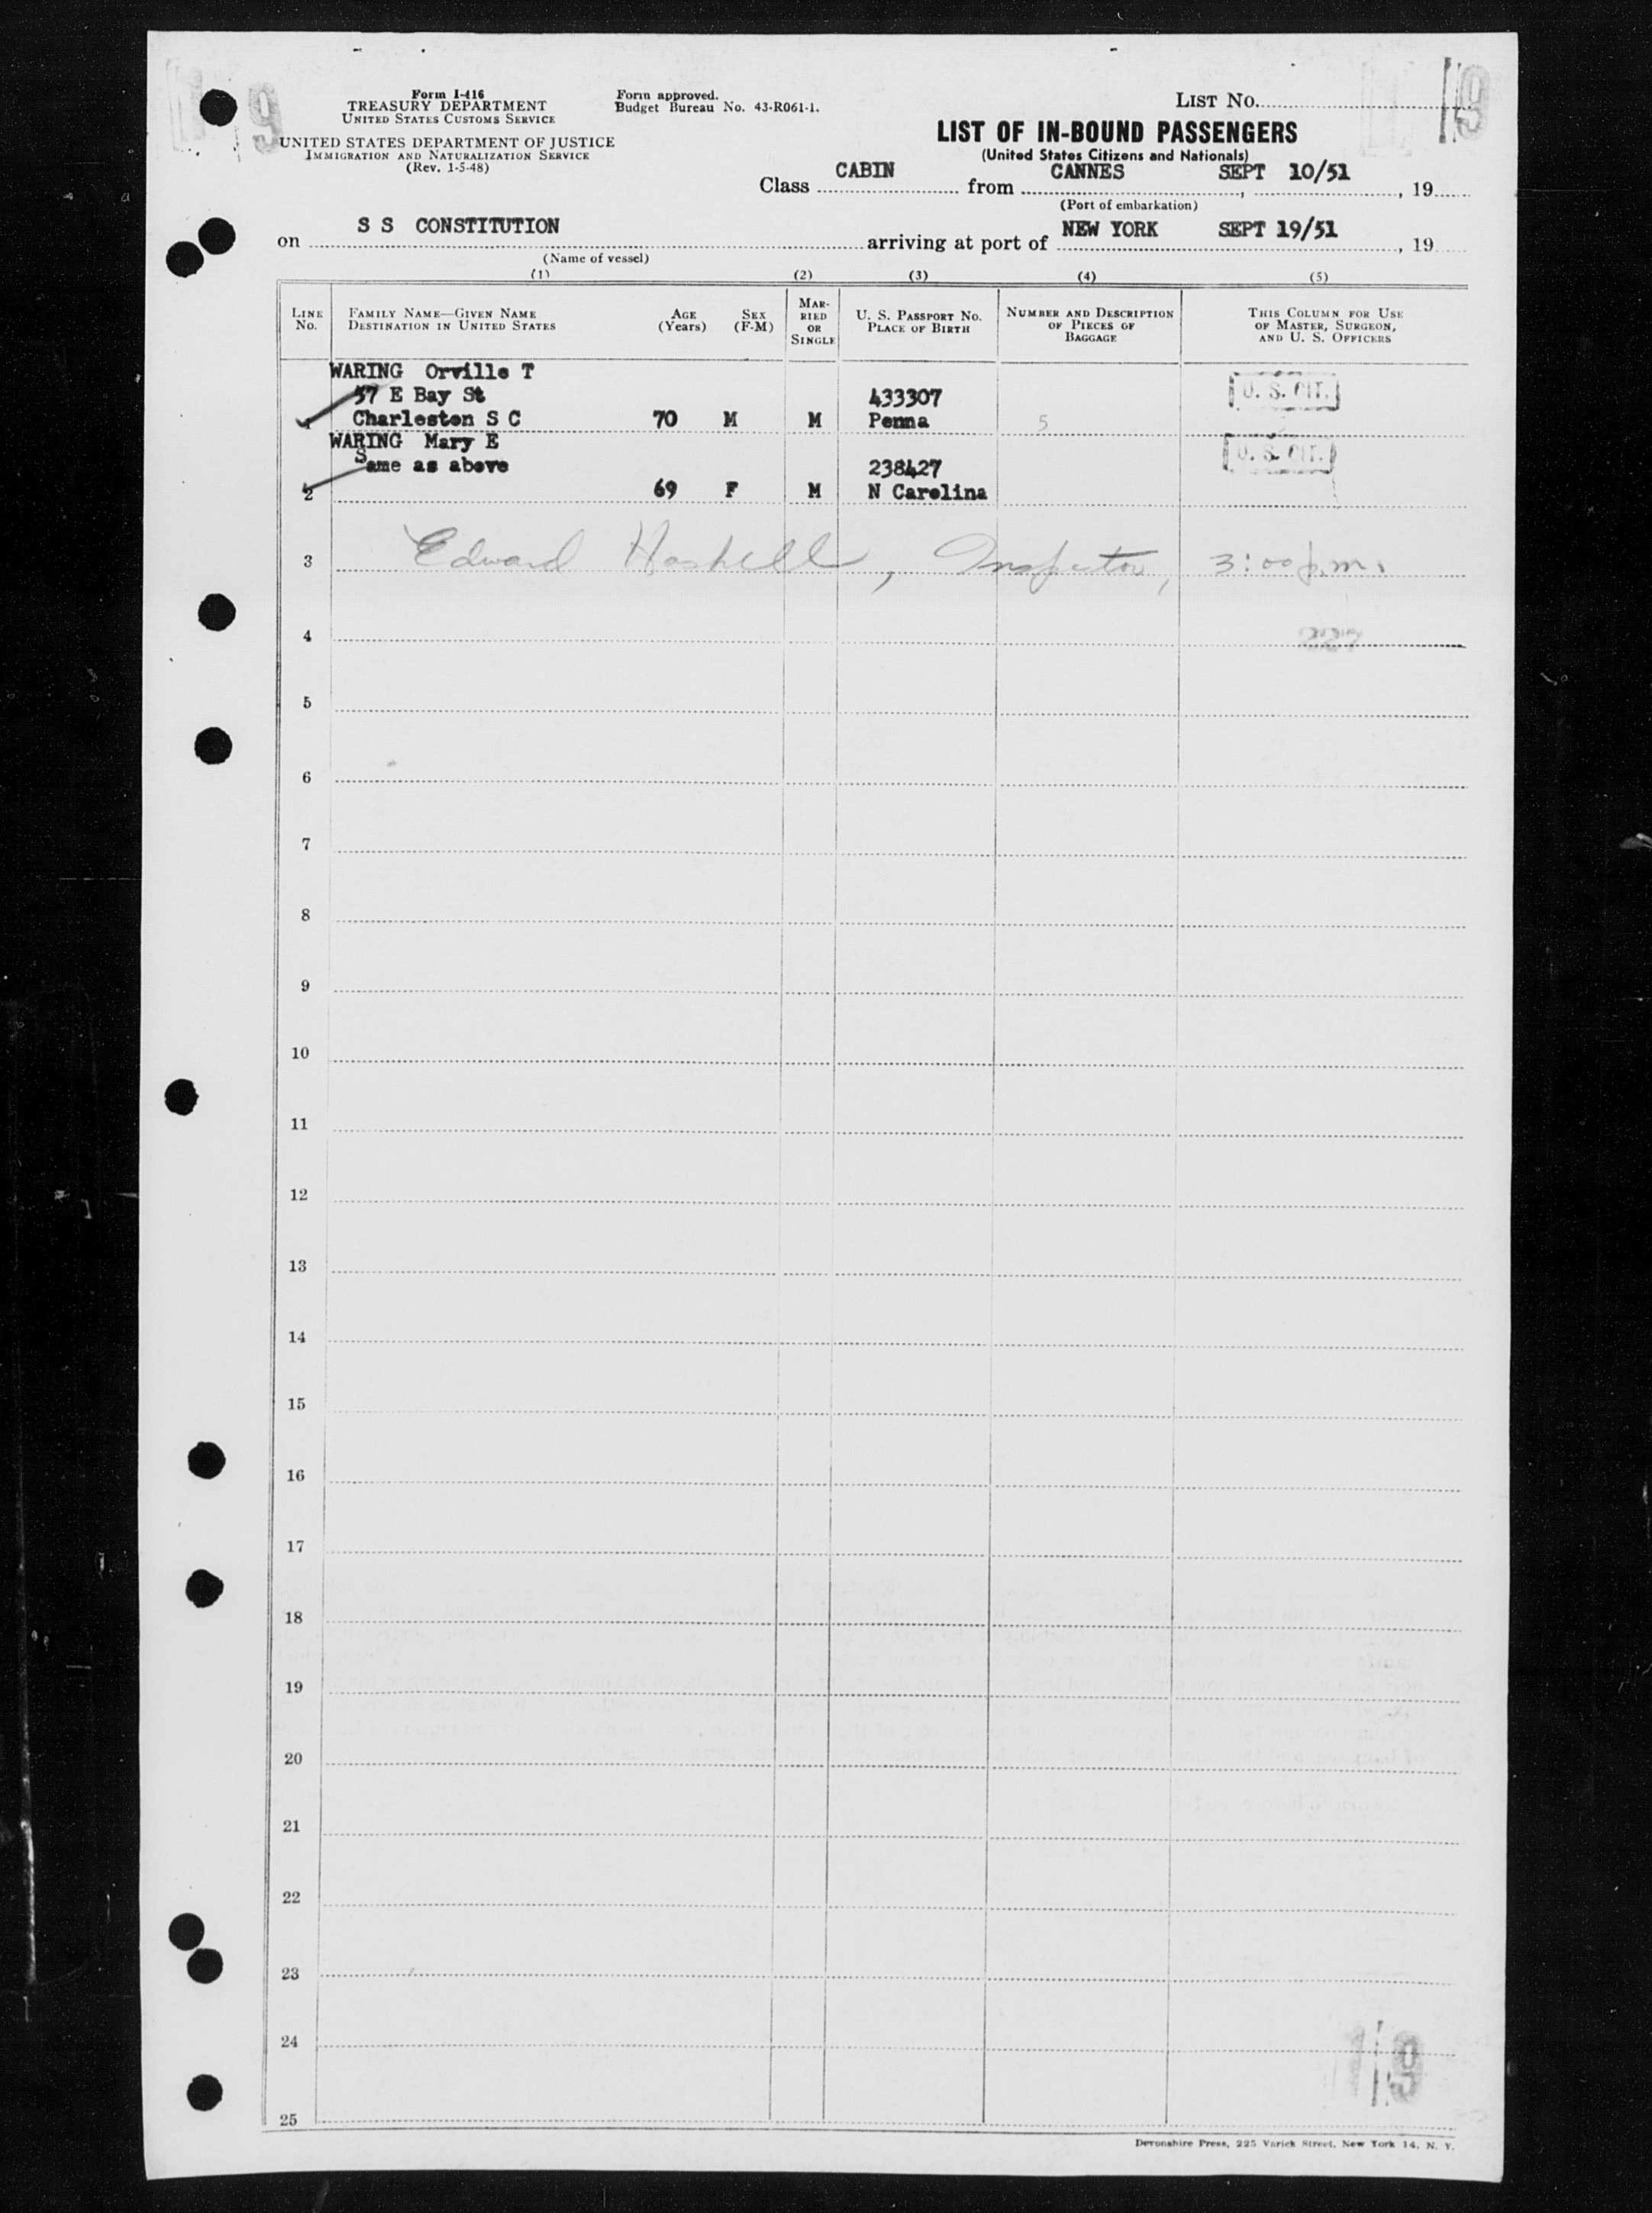 Form I-416
TREASURY DEPARTMENT
UNITED STATES CUSTOMS SERVICE
UNITED STATES DEPARTMENT OF JUSTICE
IMMIGRATION AND NATURALIZATION SERVICE
(Rev. 1-5-48)
Form approved.
Budget Bureau No. 43-R061-1.
LIST No.
19
LIST OF IN-BOUND PASSENGERS
(United States Citizens and Nationals)
Class CABIN from CANNES, SEPT 10/51, 19
(Port of embarkation)
on S S CONSTITUTION arriving at port of NEW YORK SEPT 19/51, 19
(Name of vessel)
(1) (2) (3) (4) (5)
LINE No. FAMILY NAME—GIVEN NAME DESTINATION IN UNITED STATES AGE (Years) SEX (F-M) MARRIED OR SINGLE U. S. PASSPORT No. PLACE OF BIRTH NUMBER AND DESCRIPTION OF PIECES OF BAGGAGE THIS COLUMN FOR USE OF MASTER, SURGEON, AND U. S. OFFICERS
WARING Orville T
57 E Bay St 433307 U. S. CIT.
1 Charleston S C 70 M M Penna 5
WARING Mary E
Same as above 238427 U. S. CIT.
2 69 F M N Carolina
3 Edward Haskell, Inspector, 3:00 p.m.
4 227
5
6
7
8
9
10
11
12
13
14
15
16
17
18
19
20
21
22
23
24
19
25
Devonshire Press, 225 Varick Street, New York 14, N. Y.